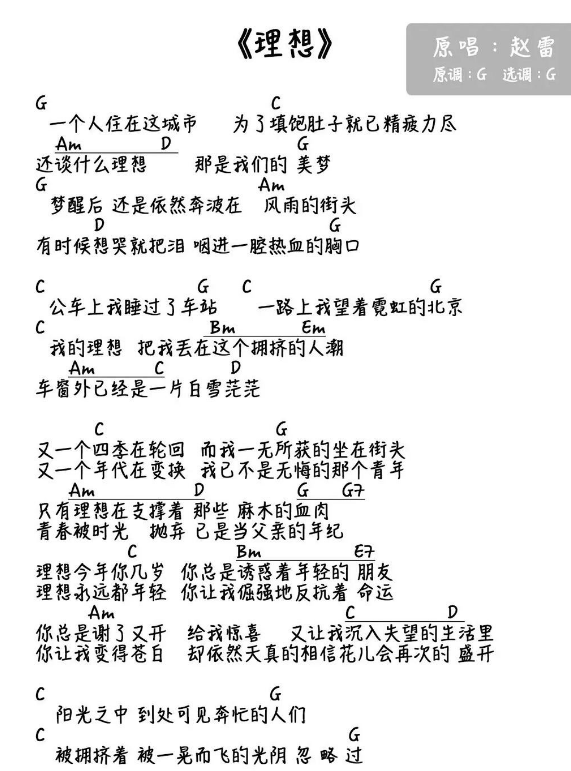 《理想》
原唱：赵雷
原调：G 选调：G
G C
一个人住在这城市 为了填饱肚子就已精疲力尽
Am D G
还谈什么理想 那是我们的 美梦
G Am
梦醒后 还是依然奔波在 风雨的街头
D G
有时候想哭就把泪 咽进一腔热血的胸口
C G C G
公车上我睡过了车站 一路上我望着霓虹的北京
C Bm Em
我的理想 把我丢在这个拥挤的人潮
Am C D
车窗外已经是一片白雪茫茫
C G
又一个四季在轮回 而我一无所获的坐在街头
又一个年代在变换 我已不是无悔的那个青年
Am D G G7
只有理想在支撑着 那些 麻木的血肉
青春被时光 抛弃 已是当父亲的年纪
C Bm E7
理想今年你几岁 你总是诱惑着年轻的 朋友
理想永远都年轻 你让我倔强地反抗着 命运
Am C D
你总是谢了又开 给我惊喜 又让我沉入失望的生活里
你让我变得苍白 却依然天真的相信花儿会再次的 盛开
C G
阳光之中 到处可见奔忙的人们
C G
被拥挤着 被一晃而飞的光阴 忽 略 过